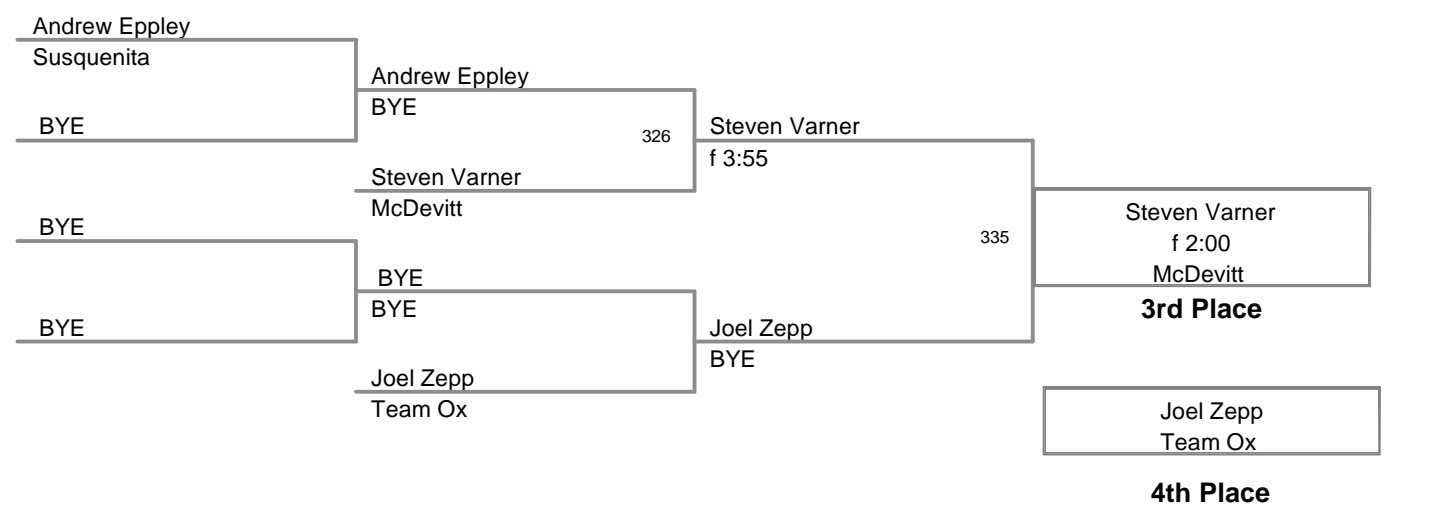 Andrew Eppley
Susquenita
Andrew Eppley
BYE
BYE
326
Steven Varner
f 3:55
Steven Varner
McDevitt
Steven Varner
f 2:00
McDevitt
3rd Place
BYE
335
BYE
BYE
BYE
Joel Zepp
BYE
Joel Zepp
Team Ox
Joel Zepp
Team Ox
4th Place